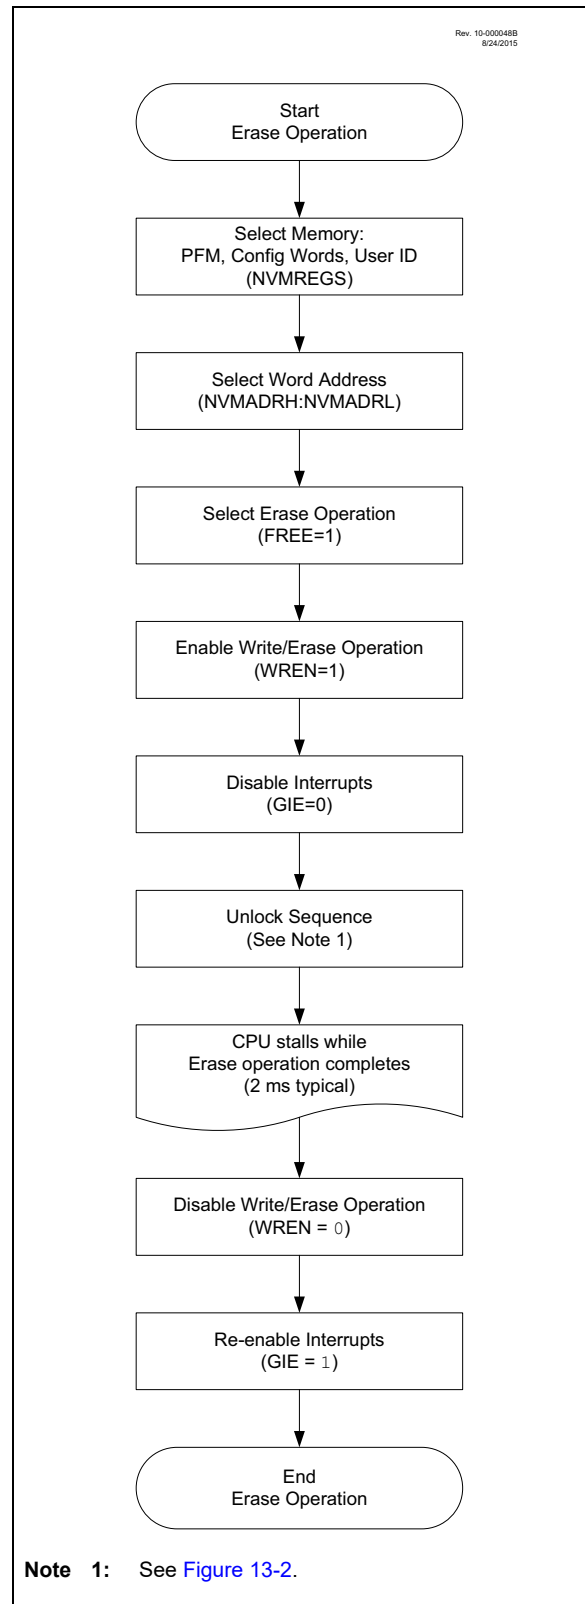 Rev. 10-000048B
8/24/2015
Start
Erase Operation
Select Memory:
PFM, Config Words, User ID
(NVMREGS)
Select Word Address
(NVMADRH:NVMADRL)
Select Erase Operation
(FREE=1)
Enable Write/Erase Operation
(WREN=1)
Disable Interrupts
(GIE=0)
Unlock Sequence
(See Note 1)
CPU stalls while
Erase operation completes
(2 ms typical)
Disable Write/Erase Operation
(WREN = 0)
Re-enable Interrupts
(GIE = 1)
End
Erase Operation
Note 1: See Figure 13-2.